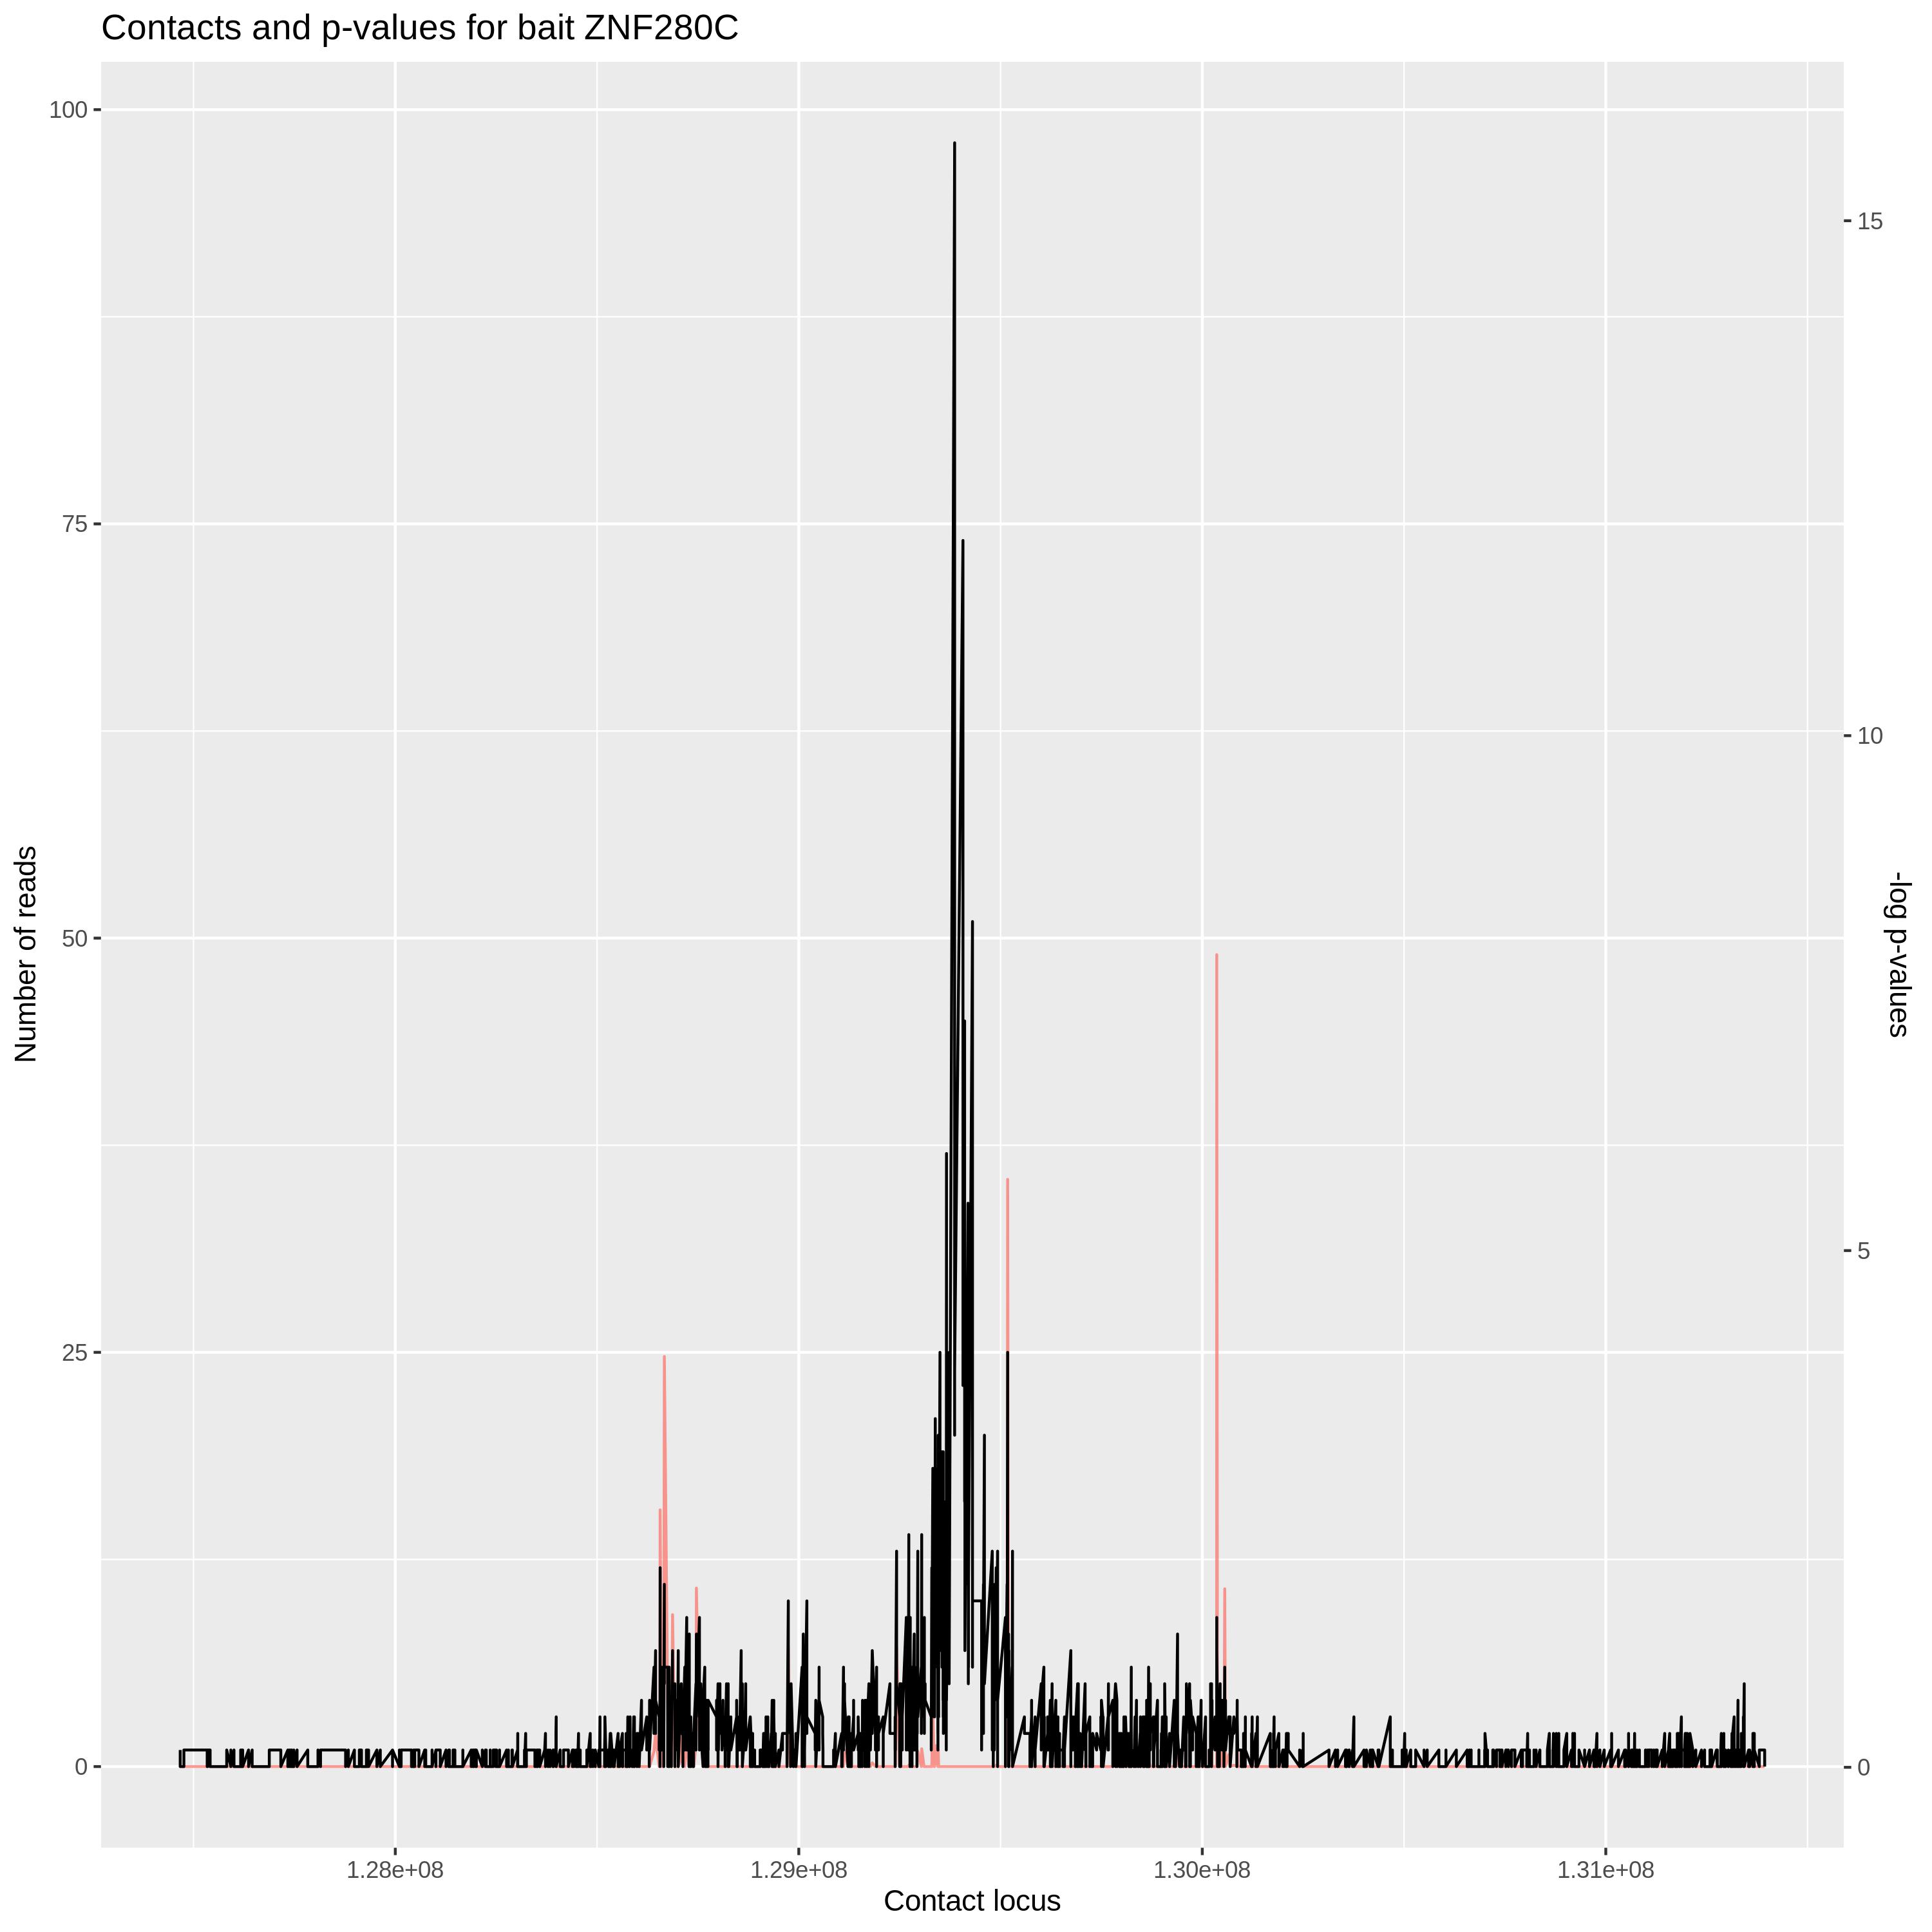 Contacts and p-values for bait ZNF280C
100
75
50
25
0
Number of reads
15
10
5
0
-log p-values
1.28e+08
1.29e+08
1.30e+08
1.31e+08
Contact locus